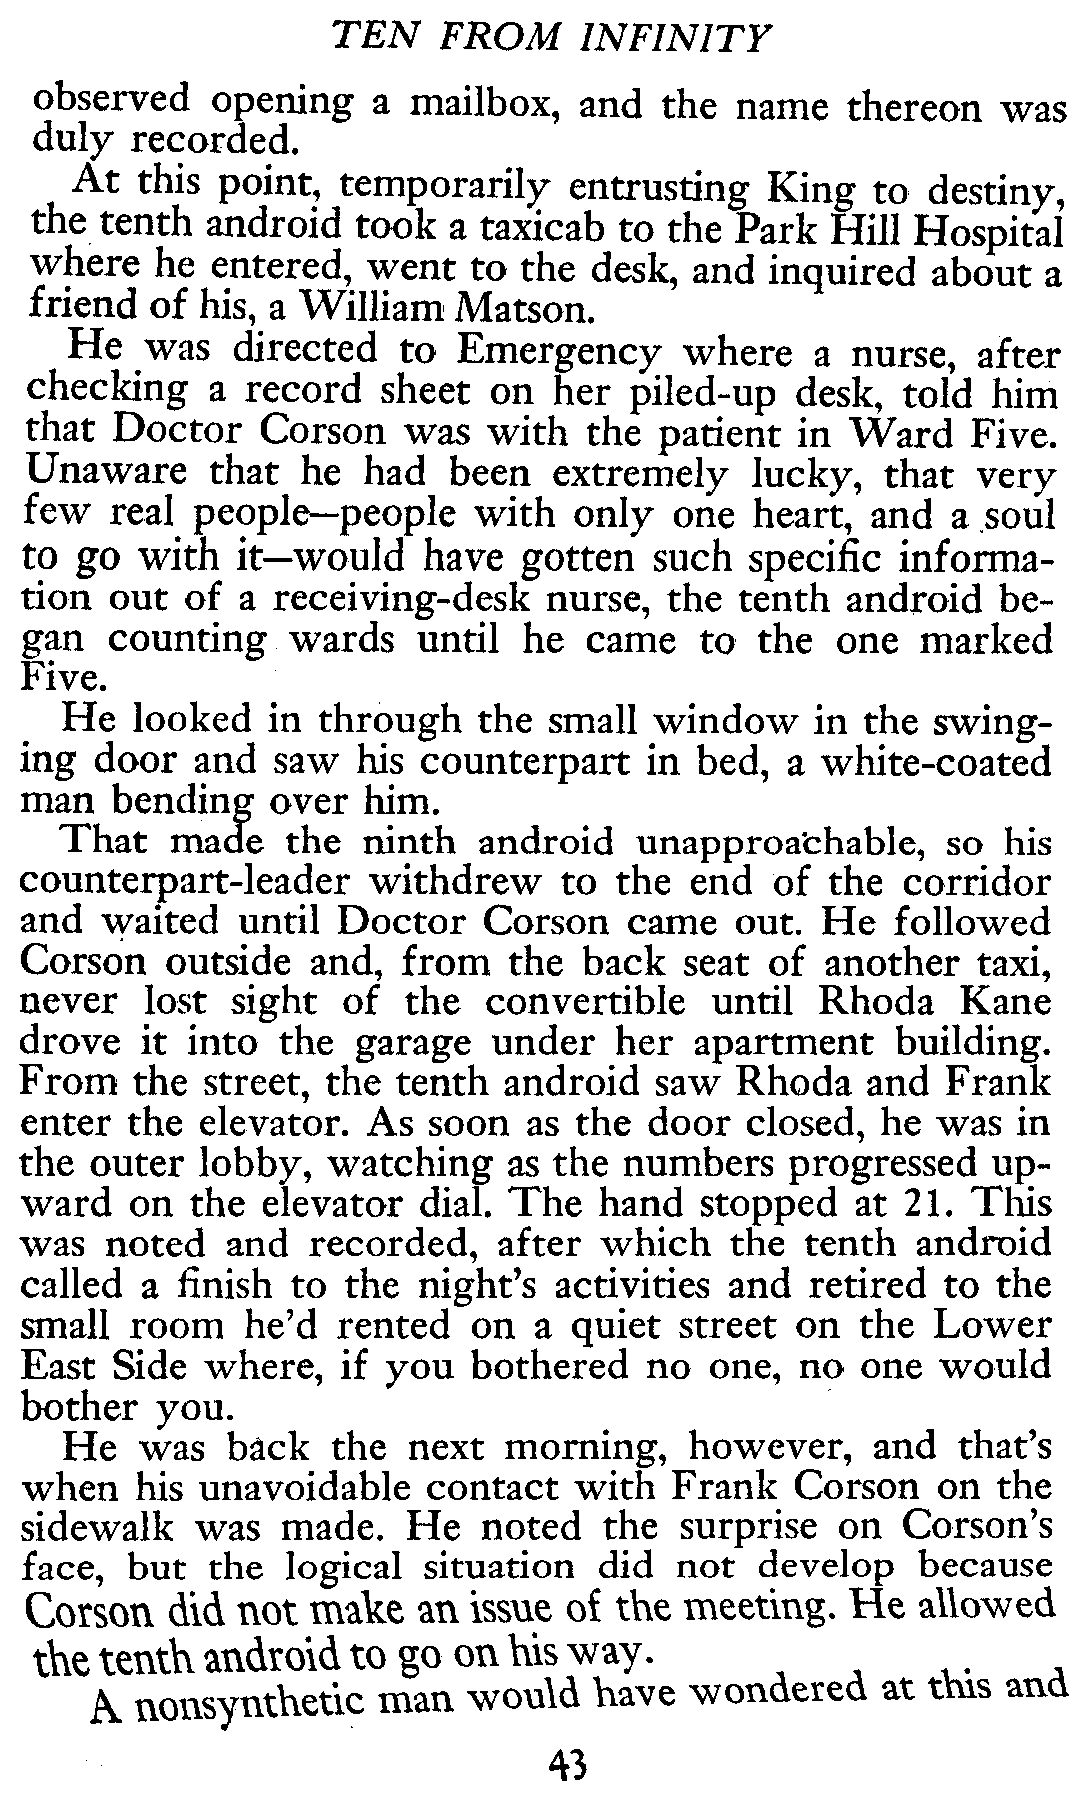 TEN FROM INFINITY
observed opening a mailbox, and the name thereon was
duly recorded.
At this point, temporarily entrusting King to destiny,
the tenth android took a taxicab to the Park Hill Hospital
where he entered, went to the desk, and inquired about a
friend of his, a William Matson.
He was directed to Emergency where a nurse, after
checking a record sheet on her piled-up desk, told him
that Doctor Corson was with the patient in Ward Five.
Unaware that he had been extremely lucky, that very
few real people—people with only one heart, and a soul
to go with it—would have gotten such specific informa-
tion out of a receiving-desk nurse, the tenth android be-
gan counting wards until he came to the one marked
Five.
He looked in through the small window in the swing-
ing door and saw his counterpart in bed, a white-coated
man bending over him.
That made the ninth android unapproachable, so his
counterpart-leader withdrew to the end of the corridor
and waited until Doctor Corson came out. He followed
Corson outside and, from the back seat of another taxi,
never lost sight of the convertible until Rhoda Kane
drove it into the garage under her apartment building.
From the street, the tenth android saw Rhoda and Frank
enter the elevator. As soon as the door closed, he was in
the outer lobby, watching as the numbers progressed up-
ward on the elevator dial. The hand stopped at 21. This
was noted and recorded, after which the tenth android
called a finish to the night's activities and retired to the
small room he'd rented on a quiet street on the Lower
East Side where, if you bothered no one, no one would
bother you.
He was back the next morning, however, and that's
when his unavoidable contact with Frank Corson on the
sidewalk was made. He noted the surprise on Corson's
face, but the logical situation did not develop because
Corson did not make an issue of the meeting. He allowed
the tenth android to go on his way.
A nonsynthetic man would have wondered at this and
43